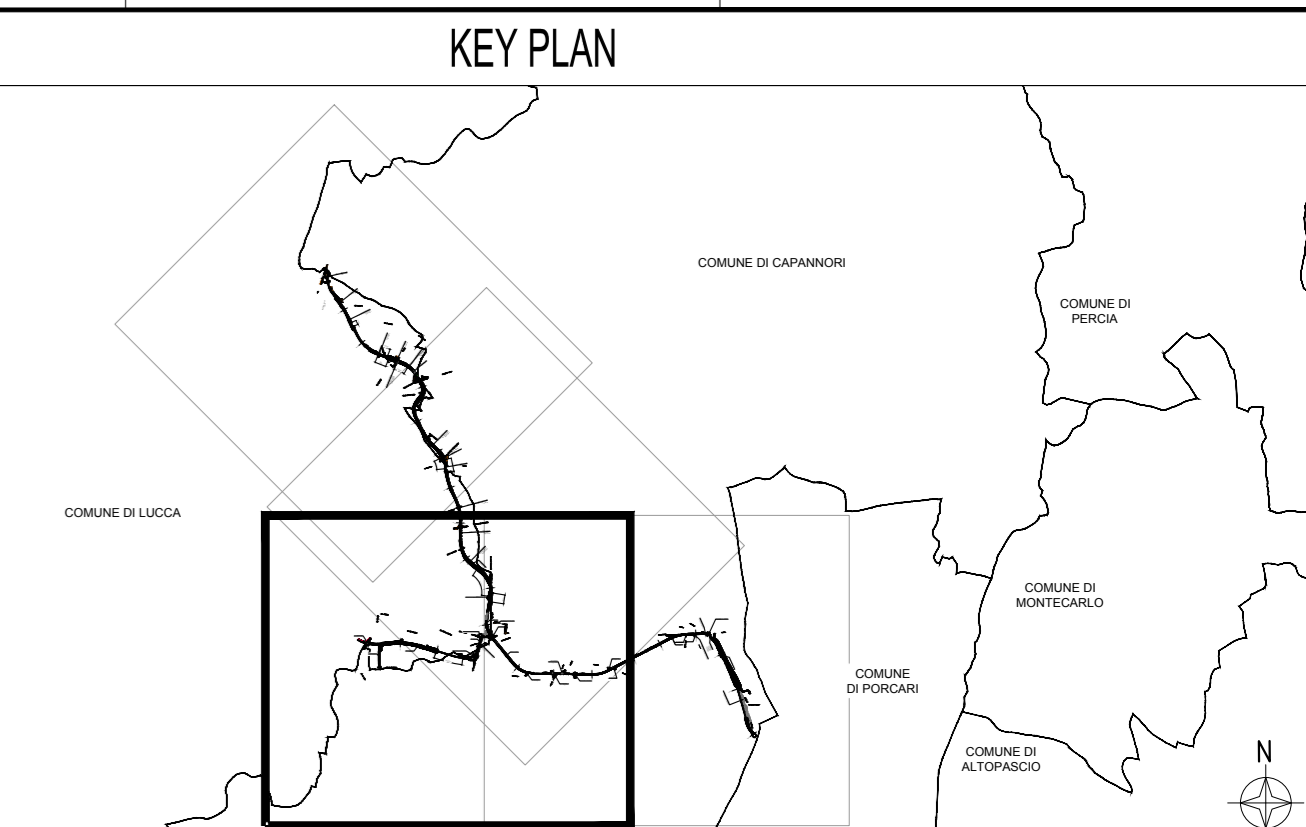 KEY PLAN
COMUNE DI CAPANNORI
COMUNE DI
PERCIA
COMUNE DI LUCCA
COMUNE DI
MONTECARLO
COMUNE
DI PORCARI
COMUNE DI
ALTOPASCIO
N